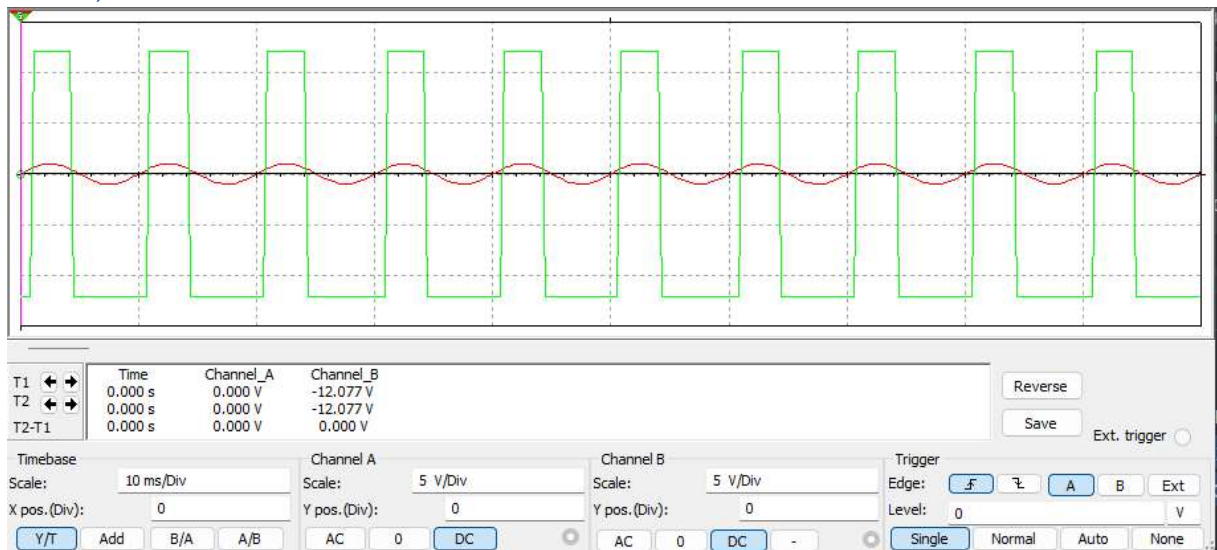 T1
T2
T2-T1
Time Channel_A Channel_B
0.000 s 0.000 V -12.077 V
0.000 s 0.000 V -12.077 V
0.000 s 0.000 V 0.000 V
Reverse
Save
Ext. trigger
Timebase
Scale: 10 ms/Div
X pos.(Div): 0
Y/T Add B/A A/B
Channel A
Scale: 5 V/Div
Y pos.(Div): 0
AC 0 DC
Channel B
Scale: 5 V/Div
Y pos.(Div): 0
AC 0 DC -
Trigger
Edge: A B Ext
Level: 0 V
Single Normal Auto None